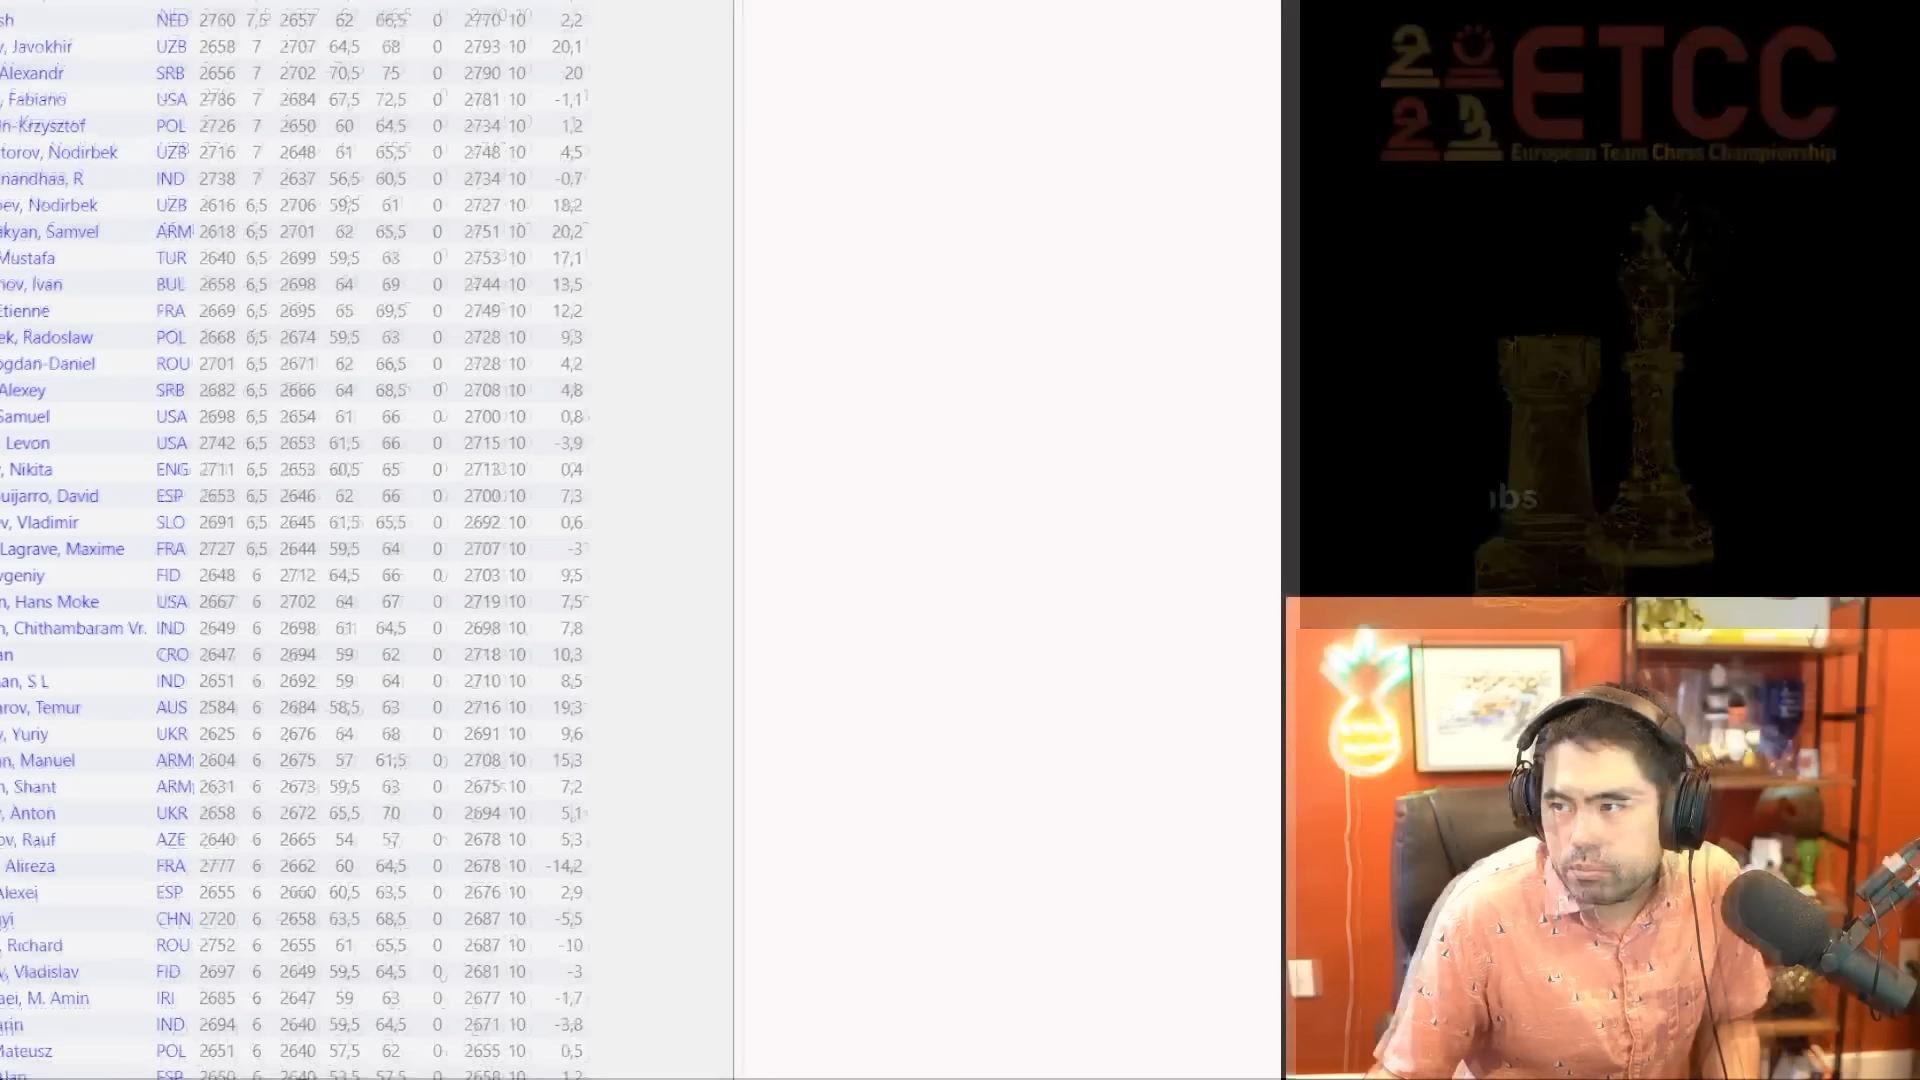 sh NED 2760 7,5 2657 62 66,5 0 2770 10 2,2
v, Javokhir UZB 2658 7 2707 64,5 68 0 2793 10 20,1
Alexandr SRB 2656 7 2702 70,5 75 0 2790 10 20
, Fabiano USA 2786 7 2684 67,5 72,5 0 2781 10 -1,1
n-Krzysztof POL 2726 7 2650 60 64,5 0 2734 10 1,2
torov, Nodirbek UZB 2716 7 2648 61 65,5 0 2748 10 4,5
nandhaa, R IND 2738 7 2637 56,5 60,5 0 2734 10 -0,7
oev, Nodirbek UZB 2616 6,5 2706 59,5 61 0 2727 10 18,2
akyan, Samvel ARM 2618 6,5 2701 62 65,5 0 2751 10 20,2
Mustafa TUR 2640 6,5 2699 59,5 63 0 2753 10 17,1
nov, Ivan BUL 2658 6,5 2698 64 69 0 2744 10 13,5
Etienne FRA 2669 6,5 2695 65 69,5 0 2749 10 12,2
ek, Radoslaw POL 2668 6,5 2674 59,5 63 0 2728 10 9,3
ogdan-Daniel ROU 2701 6,5 2671 62 66,5 0 2728 10 4,2
Alexey SRB 2682 6,5 2666 64 68,5 0 2708 10 4,8
Samuel USA 2698 6,5 2654 61 66 0 2700 10 0,8
, Levon USA 2742 6,5 2653 61,5 66 0 2715 10 -3,9
, Nikita ENG 2711 6,5 2653 60,5 65 0 2713 10 0,4
uijarro, David ESP 2653 6,5 2646 62 66 0 2700 10 7,3
ev, Vladimir SLO 2691 6,5 2645 61,5 65,5 0 2692 10 0,6
Lagrave, Maxime FRA 2727 6,5 2644 59,5 64 0 2707 10 -3
vgeniy FID 2648 6 2712 64,5 66 0 2703 10 9,5
n, Hans Moke USA 2667 6 2702 64 67 0 2719 10 7,5
n, Chithambaram Vr. IND 2649 6 2698 61 64,5 0 2698 10 7,8
an CRO 2647 6 2694 59 62 0 2718 10 10,3
an, S L IND 2651 6 2692 59 64 0 2710 10 8,5
arov, Temur AUS 2584 6 2684 58,5 63 0 2716 10 19,3
v, Yuriy UKR 2625 6 2676 64 68 0 2691 10 9,6
an, Manuel ARM 2604 6 2675 57 61,5 0 2708 10 15,3
n, Shant ARM 2631 6 2673 59,5 63 0 2675 10 7,2
, Anton UKR 2658 6 2672 65,5 70 0 2694 10 5,1
ov, Rauf AZE 2640 6 2665 54 57 0 2678 10 5,3
, Alireza FRA 2777 6 2662 60 64,5 0 2678 10 -14,2
Alexei ESP 2655 6 2660 60,5 63,5 0 2676 10 2,9
gyi CHN 2720 6 2658 63,5 68,5 0 2687 10 -5,5
, Richard ROU 2752 6 2655 61 65,5 0 2687 10 -10
v, Vladislav FID 2697 6 2649 59,5 64,5 0 2681 10 -3
aei, M. Amin IRI 2685 6 2647 59 63 0 2677 10 -1,7
arin IND 2694 6 2640 59,5 64,5 0 2671 10 -3,8
Mateusz POL 2651 6 2640 57,5 62 0 2655 10 0,5
Alan ESP 2650 6 2640 53,5 57,5 0 2658 10 1,2
2023 ETCC
European Team Chess Championship